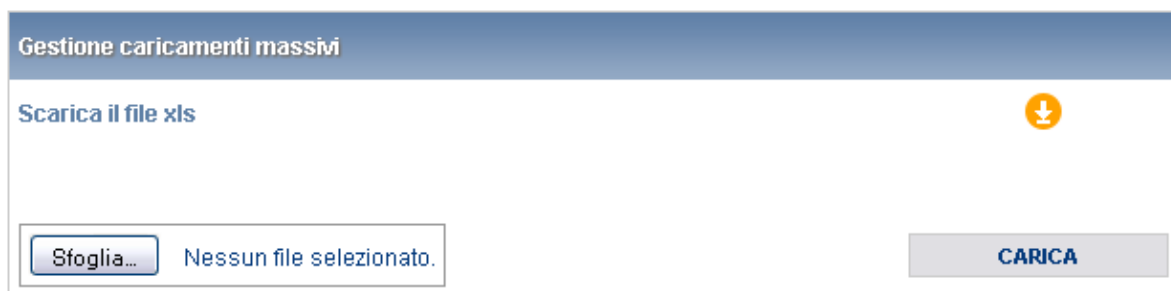 Gestione caricamenti massivi
Scarica il file xls
Sfoglia... Nessun file selezionato. CARICA